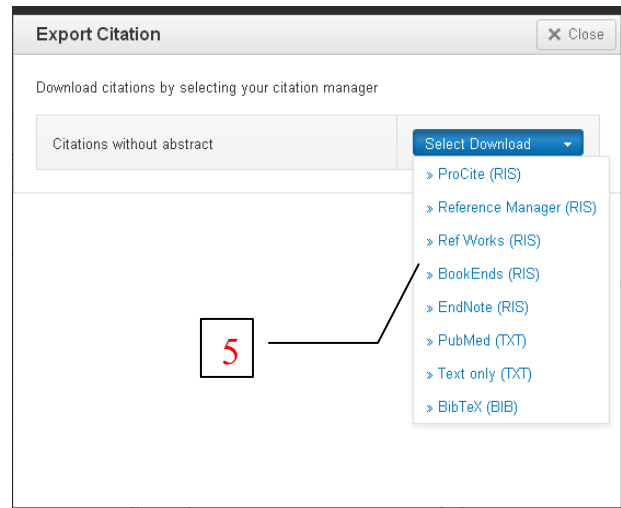 Export Citation
✕ Close
Download citations by selecting your citation manager
Citations without abstract
Select Download
» ProCite (RIS)
» Reference Manager (RIS)
» Ref Works (RIS)
» BookEnds (RIS)
» EndNote (RIS)
» PubMed (TXT)
» Text only (TXT)
» BibTeX (BIB)
5